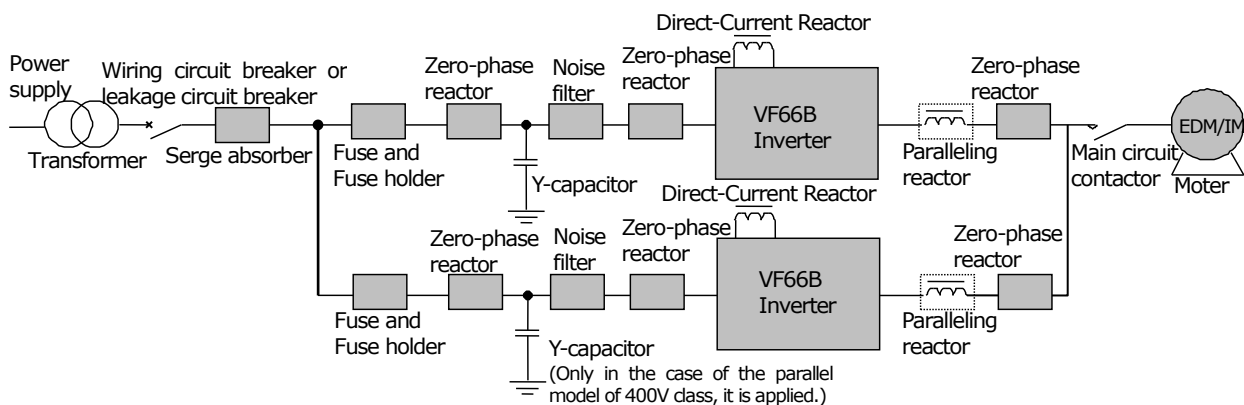 Power
supply
Transformer
Wiring circuit breaker or
leakage circuit breaker
Serge absorber
Fuse and
Fuse holder
Zero-phase
reactor
Y-capacitor
Noise
filter
Zero-phase
reactor
Direct-Current Reactor
VF66B
Inverter
Paralleling
reactor
Zero-phase
reactor
Main circuit
contactor
EDM/IM
Moter
Fuse and
Fuse holder
Zero-phase
reactor
Y-capacitor
(Only in the case of the parallel
model of 400V class, it is applied.)
Noise
filter
Zero-phase
reactor
Direct-Current Reactor
VF66B
Inverter
Paralleling
reactor
Zero-phase
reactor